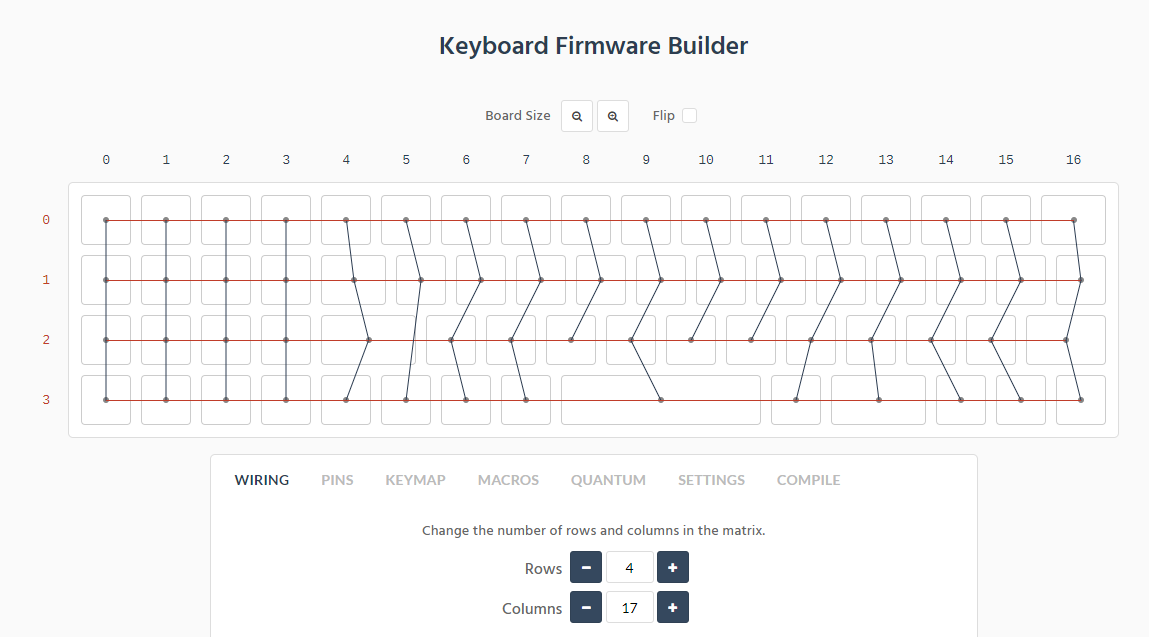 Keyboard Firmware Builder
Board Size Flip
0 1 2 3 4 5 6 7 8 9 10 11 12 13 14 15 16
0
1
2
3
WIRING PINS KEYMAP MACROS QUANTUM SETTINGS COMPILE
Change the number of rows and columns in the matrix.
Rows - 4 +
Columns - 17 +